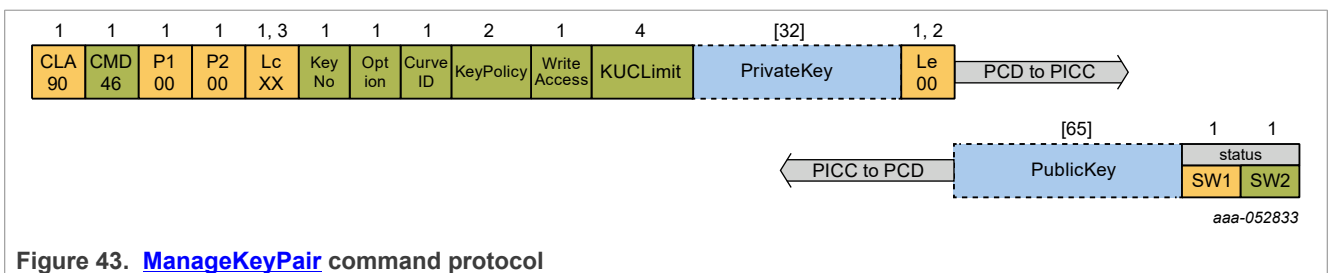 1 1 1 1 1, 3 1 1 1 2 1 4 [32] 1, 2
CLA CMD P1 P2 Lc Key Opt Curve KeyPolicy Write KUCLimit PrivateKey Le PCD to PICC
90 46 00 00 XX No ion ID Access 00
[65] 1 1
PICC to PCD PublicKey status
SW1 SW2
aaa-052833
Figure 43. ManageKeyPair command protocol